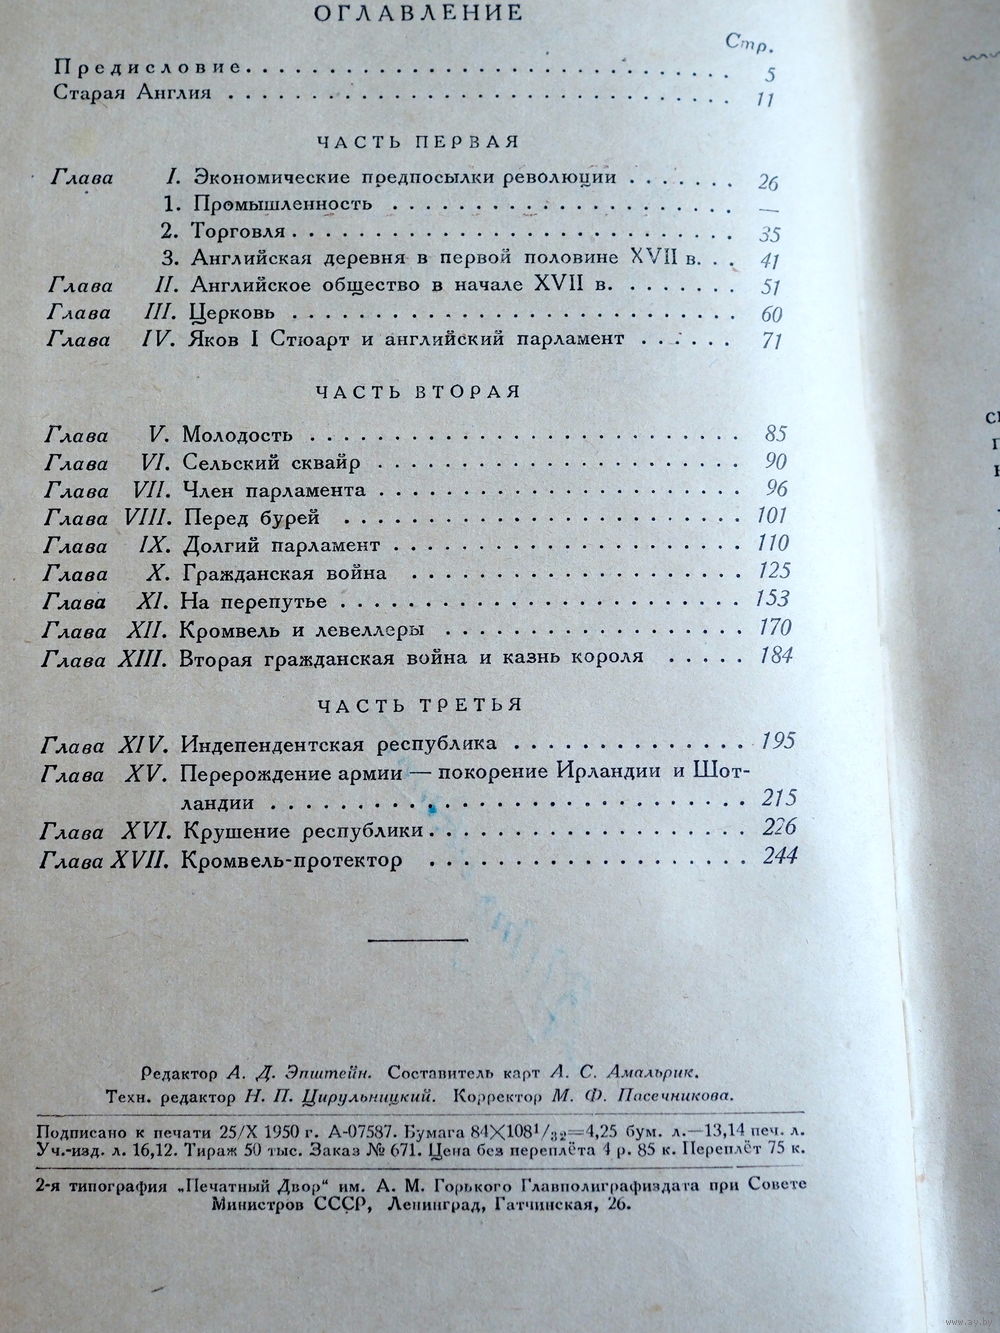 ОГЛАВЛЕНИЕ
Стр.
Предисловие. . . . . . . . . . . . . . . . . . . . . . . . . . . . 5
Старая Англия . . . . . . . . . . . . . . . . . . . . . . . . . . . . 11
ЧАСТЬ ПЕРВАЯ
Глава I. Экономические предпосылки революции . . . . . . . 26
1. Промышленность . . . . . . . . . . . . . . . . . . . . —
2. Торговля . . . . . . . . . . . . . . . . . . . . . . . . . . 35
3. Английская деревня в первой половине XVII в. . . 41
Глава II. Английское общество в начале XVII в. . . . . . . . 51
Глава III. Церковь . . . . . . . . . . . . . . . . . . . . . . . . . . 60
Глава IV. Яков I Стюарт и английский парламент . . . . . . 71
ЧАСТЬ ВТОРАЯ
Глава V. Молодость . . . . . . . . . . . . . . . . . . . . . . . . . 85
Глава VI. Сельский сквайр . . . . . . . . . . . . . . . . . . . . . 90
Глава VII. Член парламента . . . . . . . . . . . . . . . . . . . . . 96
Глава VIII. Перед бурей . . . . . . . . . . . . . . . . . . . . . . . 101
Глава IX. Долгий парламент . . . . . . . . . . . . . . . . . . . . 110
Глава X. Гражданская война . . . . . . . . . . . . . . . . . . . 125
Глава XI. На перепутье . . . . . . . . . . . . . . . . . . . . . . . 153
Глава XII. Кромвель и левеллеры . . . . . . . . . . . . . . . . . 170
Глава XIII. Вторая гражданская война и казнь короля . . . . . 184
ЧАСТЬ ТРЕТЬЯ
Глава XIV. Индепендентская республика . . . . . . . . . . . . . . 195
Глава XV. Перерождение армии — покорение Ирландии и Шот-
ландии . . . . . . . . . . . . . . . . . . . . . . . . . . . 215
Глава XVI. Крушение республики . . . . . . . . . . . . . . . . . . 226
Глава XVII. Кромвель-протектор . . . . . . . . . . . . . . . . . . . 244
Редактор А. Д. Эпштейн. Составитель карт А. С. Амальрик.
Техн. редактор Н. П. Цирульницкий. Корректор М. Ф. Пасечникова.
Подписано к печати 25/X 1950 г. А-07587. Бумага 84X108¹/₃₂=4,25 бум. л.—13,14 печ. л.
Уч.-изд. л. 16,12. Тираж 50 тыс. Заказ № 671. Цена без переплёта 4 р. 85 к. Переплёт 75 к.
2-я типография „Печатный Двор“ им. А. М. Горького Главполиграфиздата при Совете
Министров СССР, Ленинград, Гатчинская, 26.
www.ay.by